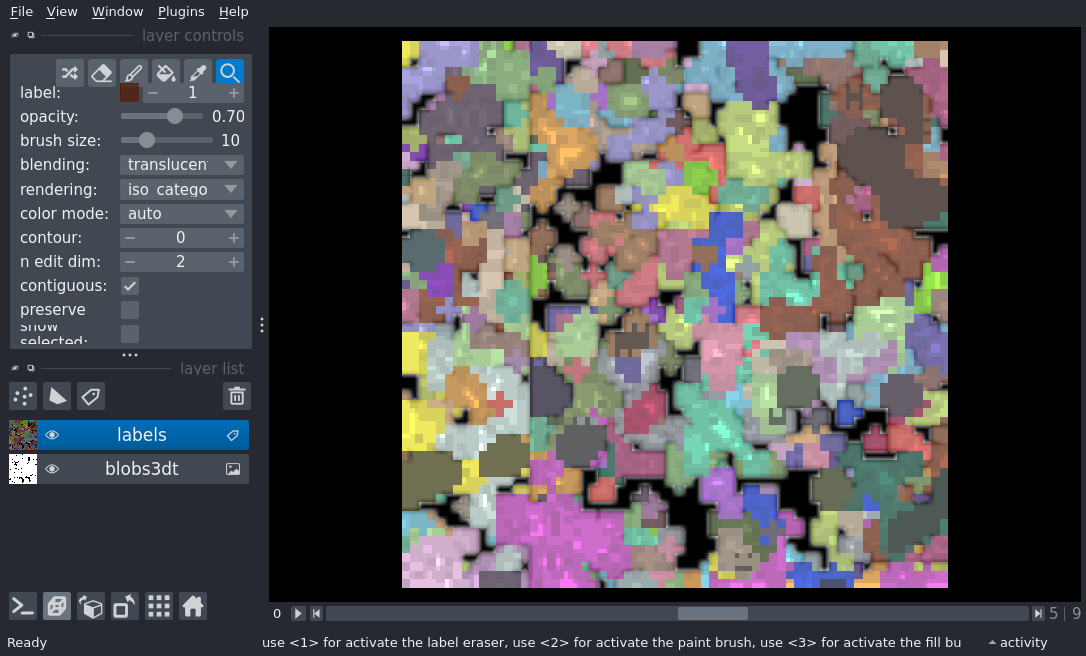 File View Window Plugins Help
layer controls
label: 1
opacity: 0.70
brush size: 10
blending: translucen
rendering: iso_catego
color mode: auto
contour: 0
n edit dim: 2
contiguous:
preserve
show
selected:
layer list
labels
blobs3dt
0 5 | 9
Ready use <1> for activate the label eraser, use <2> for activate the paint brush, use <3> for activate the fill bu activity